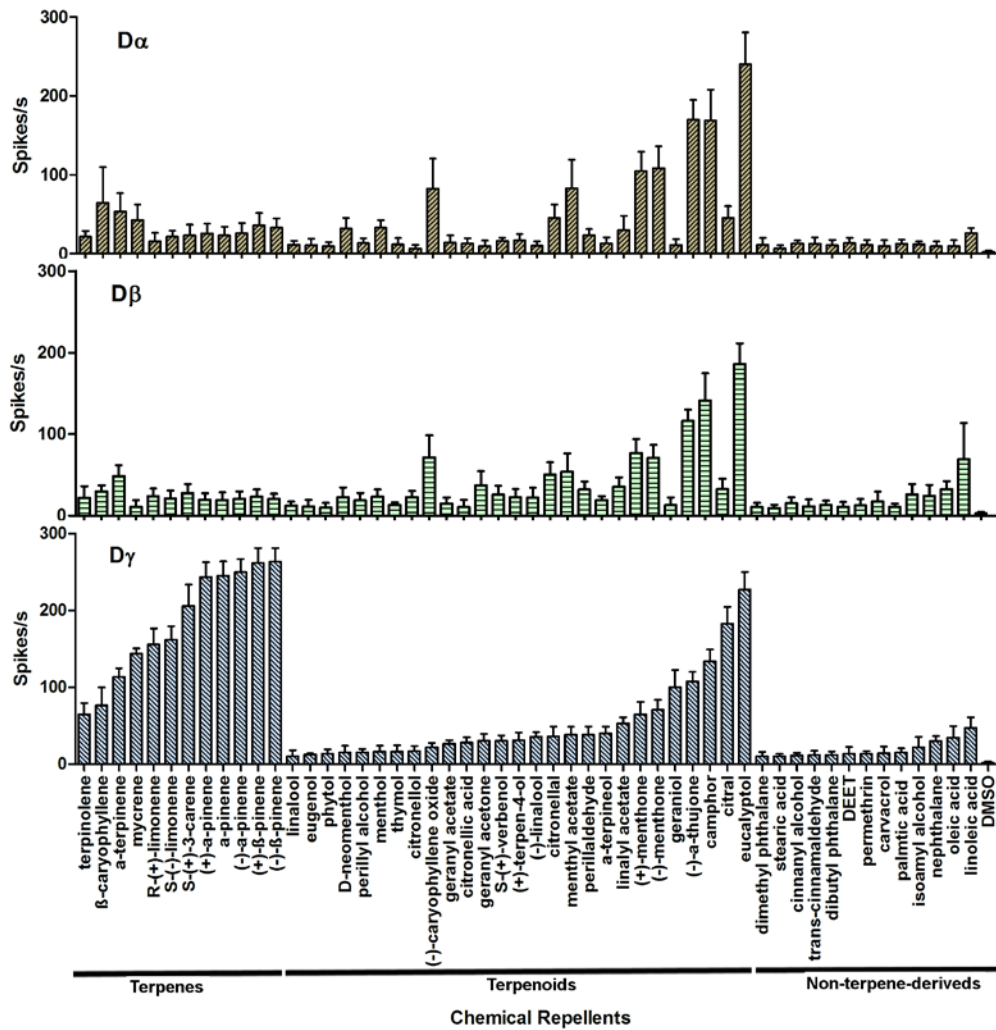 Dα
Spikes/s
300
200
100
0
Dβ
Spikes/s
300
200
100
0
Dγ
Spikes/s
300
200
100
0
terpinolene
ß-caryophyllene
a-terpinene
mycrene
R-(+)-limonene
S-(-)-limonene
S-(+)-3-carene
(+)-a-pinene
a-pinene
(-)-a-pinene
(+)-ß-pinene
(-)-ß-pinene
linalool
eugenol
phytol
D-neomenthol
perillyl alcohol
menthol
thymol
citronellol
(-)-caryophyllene oxide
geranyl acetate
citronellic acid
geranyl acetone
S-(+)-verbenol
(+)-terpen-4-ol
(-)-linalool
citronellal
menthyl acetate
perillaldehyde
a-terpineol
linalyl acetate
(+)-menthone
(-)-menthone
geraniol
(-)-a-thujone
camphor
citral
eucalyptol
dimethyl phthalane
stearic acid
cinnanyl alcohol
trans-cinnamaldehyde
dibutyl phthalane
DEET
permethrin
carvacrol
palmtic acid
isoamyl alcohol
nephthalane
oleic acid
linoleic acid
DMSO
Terpenes
Terpenoids
Non-terpene-deriveds
Chemical Repellents